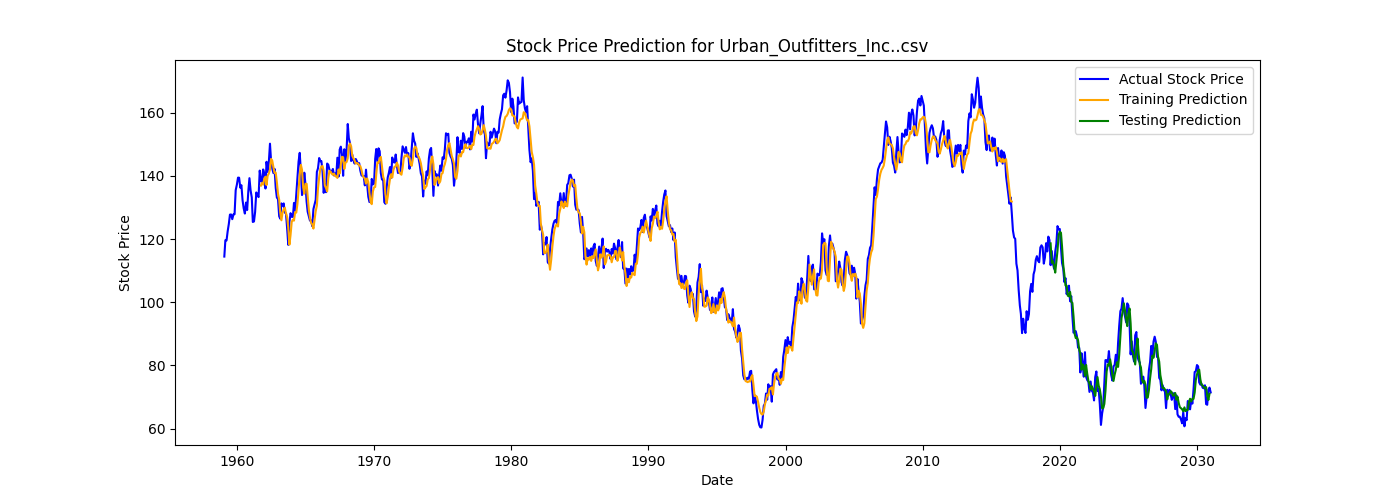 Stock Price Prediction for Urban_Outfitters_Inc..csv
Actual Stock Price
Training Prediction
Testing Prediction
Stock Price
160
140
120
100
80
60
1960
1970
1980
1990
2000
2010
2020
2030
Date